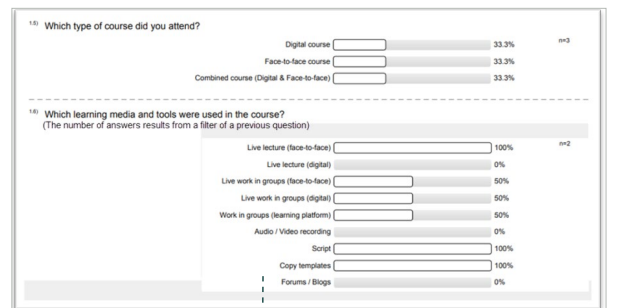 1.5) Which type of course did you attend?
Digital course 33.3% n=3
Face-to-face course 33.3%
Combined course (Digital & Face-to-face) 33.3%
1.6) Which learning media and tools were used in the course?
(The number of answers results from a filter of a previous question)
Live lecture (face-to-face) 100% n=2
Live lecture (digital) 0%
Live work in groups (face-to-face) 50%
Live work in groups (digital) 50%
Work in groups (learning platform) 50%
Audio / Video recording 0%
Script 100%
Copy templates 100%
Forums / Blogs 0%